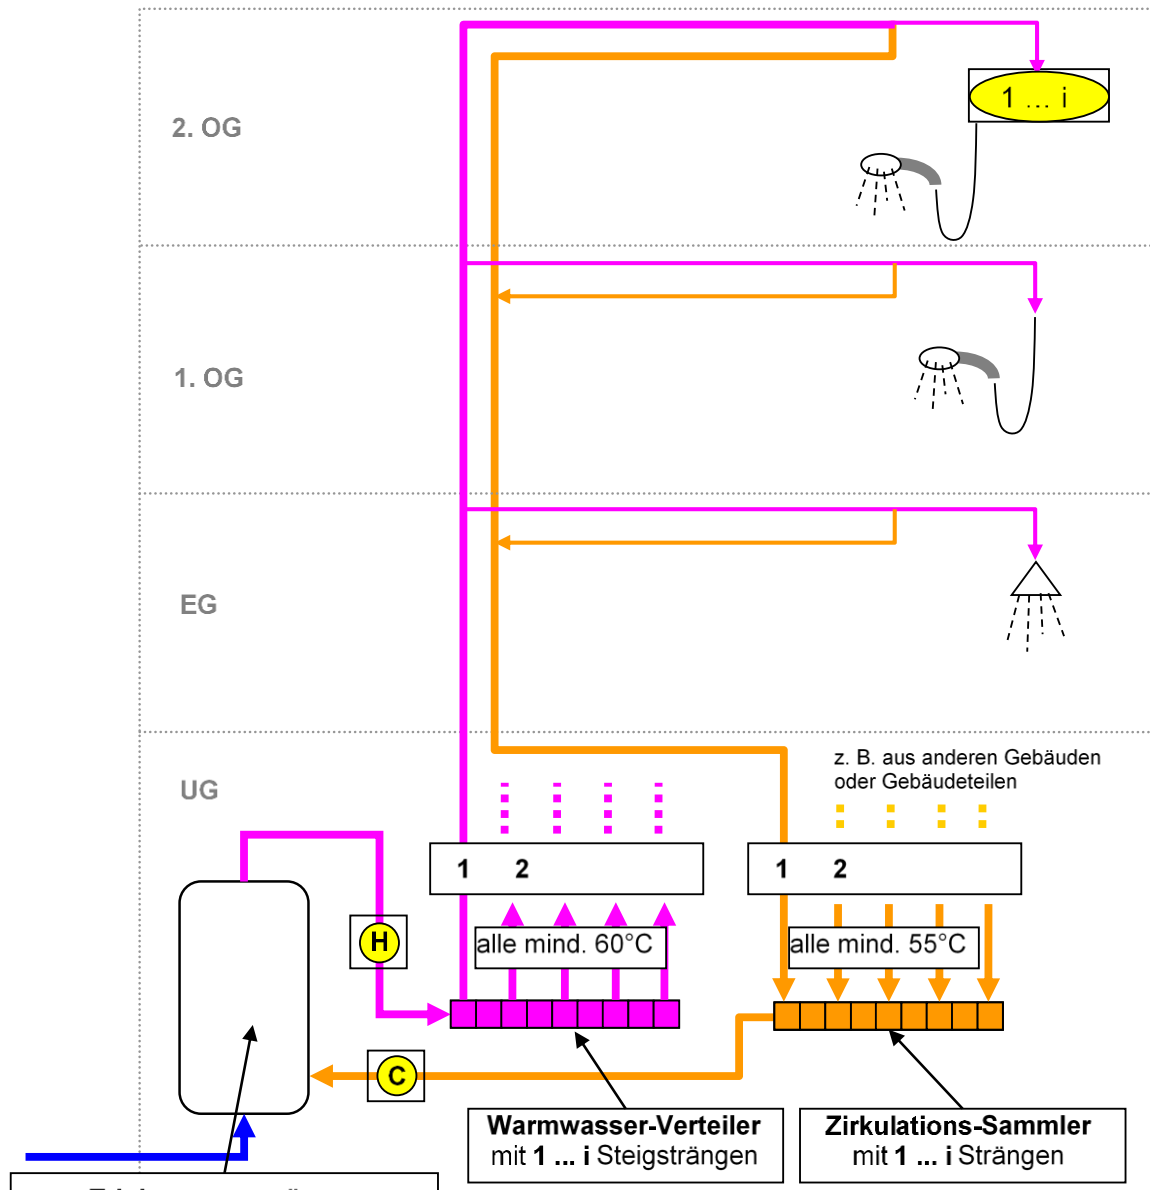 1 ... i
2. OG
1. OG
EG
z. B. aus anderen Gebäuden
oder Gebäudeteilen
UG
1 2
1 2
H
alle mind. 60°C
alle mind. 55°C
C
Warmwasser-Verteiler
mit 1 ... i Steigsträngen
Zirkulations-Sammler
mit 1 ... i Strängen